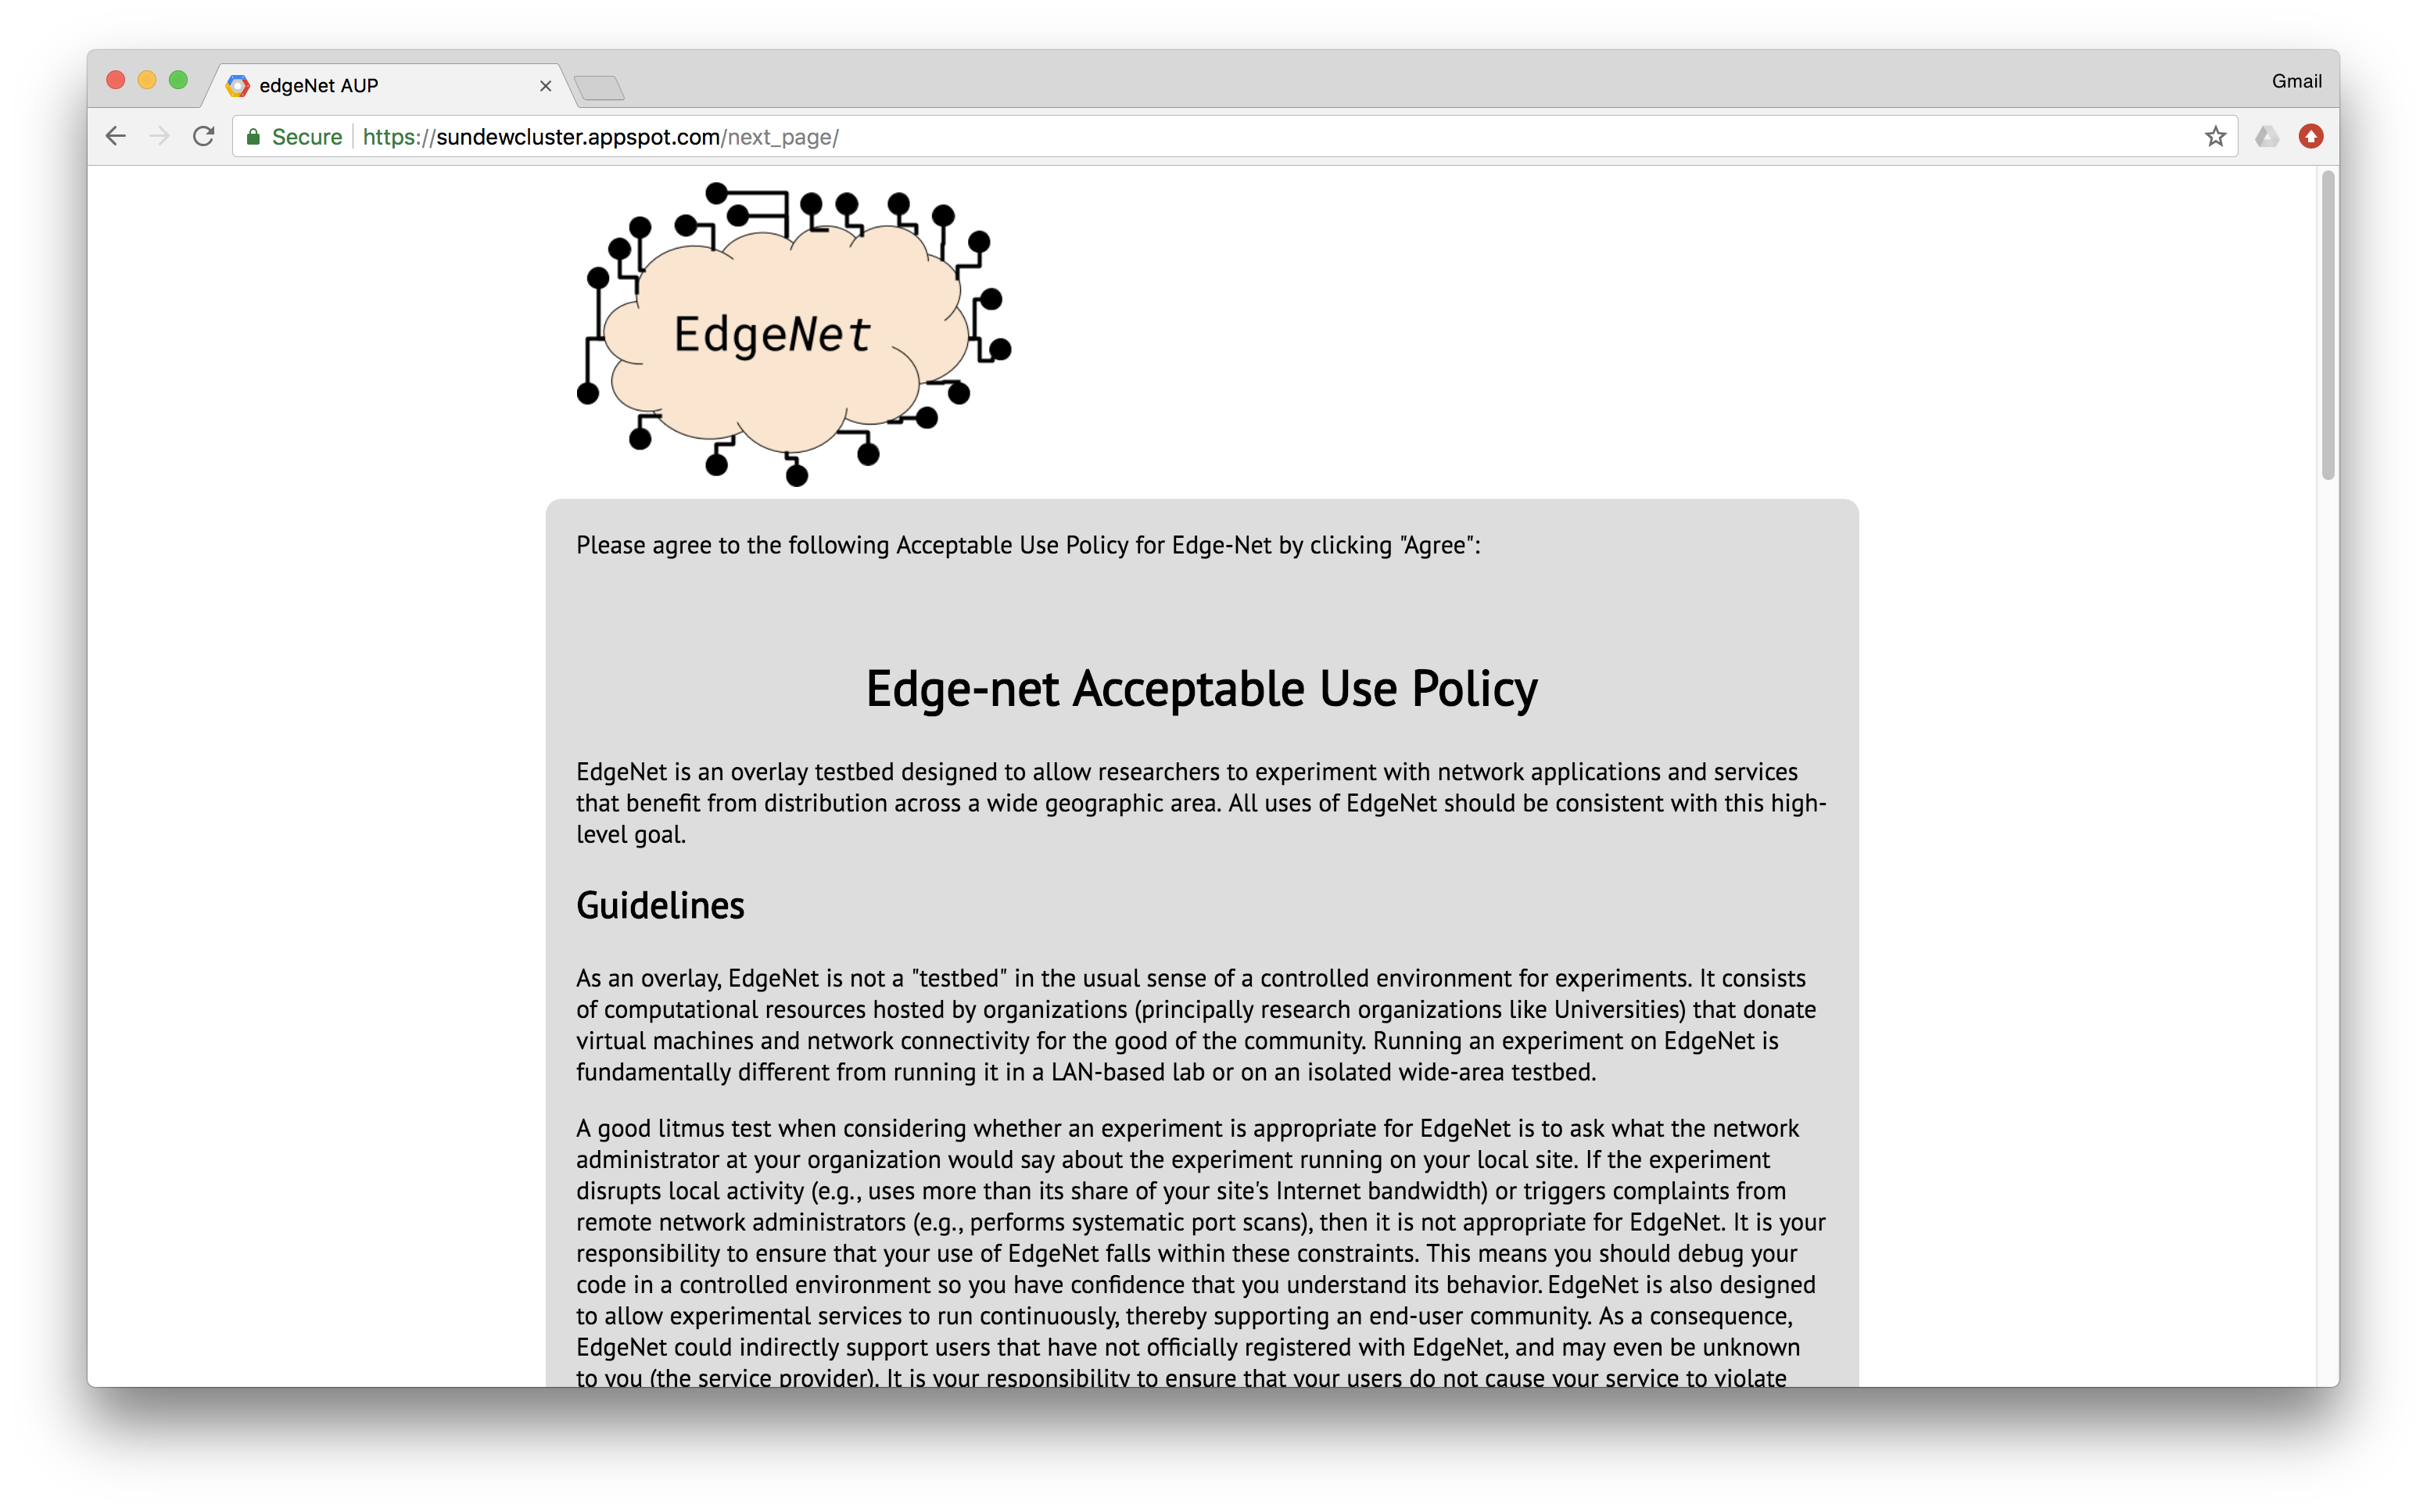 edgeNet AUP
Gmail
Secure https://sundewcluster.appspot.com/next_page/
EdgeNet
Please agree to the following Acceptable Use Policy for Edge-Net by clicking "Agree":
Edge-net Acceptable Use Policy
EdgeNet is an overlay testbed designed to allow researchers to experiment with network applications and services
that benefit from distribution across a wide geographic area. All uses of EdgeNet should be consistent with this high-
level goal.
Guidelines
As an overlay, EdgeNet is not a "testbed" in the usual sense of a controlled environment for experiments. It consists
of computational resources hosted by organizations (principally research organizations like Universities) that donate
virtual machines and network connectivity for the good of the community. Running an experiment on EdgeNet is
fundamentally different from running it in a LAN-based lab or on an isolated wide-area testbed.
A good litmus test when considering whether an experiment is appropriate for EdgeNet is to ask what the network
administrator at your organization would say about the experiment running on your local site. If the experiment
disrupts local activity (e.g., uses more than its share of your site's Internet bandwidth) or triggers complaints from
remote network administrators (e.g., performs systematic port scans), then it is not appropriate for EdgeNet. It is your
responsibility to ensure that your use of EdgeNet falls within these constraints. This means you should debug your
code in a controlled environment so you have confidence that you understand its behavior. EdgeNet is also designed
to allow experimental services to run continuously, thereby supporting an end-user community. As a consequence,
EdgeNet could indirectly support users that have not officially registered with EdgeNet, and may even be unknown
to you (the service provider). It is your responsibility to ensure that your users do not cause your service to violate